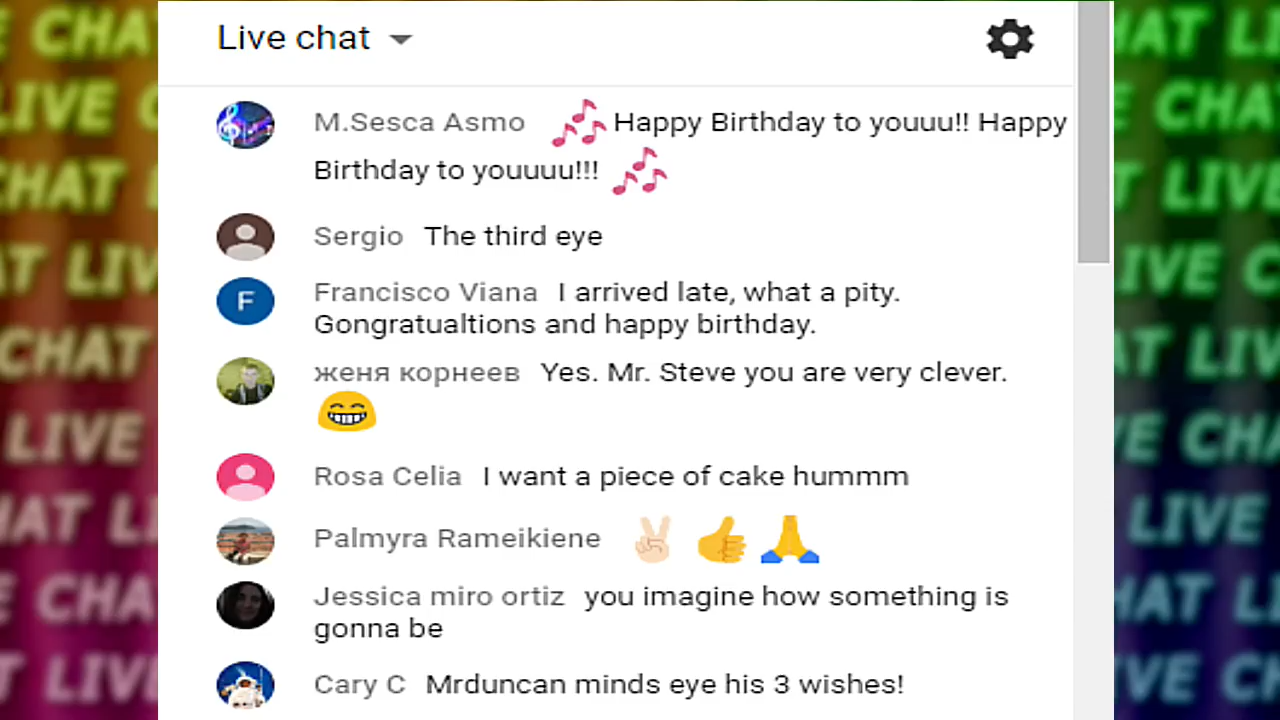 Live chat
M.Sesca Asmo 🎶Happy Birthday to youuu!! Happy
Birthday to youuuu!!! 🎶
Sergio The third eye
F Francisco Viana I arrived late, what a pity.
Gongratualtions and happy birthday.
женя корнеев Yes. Mr. Steve you are very clever.
😁
Rosa Celia I want a piece of cake hummm
Palmyra Rameikiene ✌🏻 👍 🙏
Jessica miro ortiz you imagine how something is
gonna be
Cary C Mrduncan minds eye his 3 wishes!